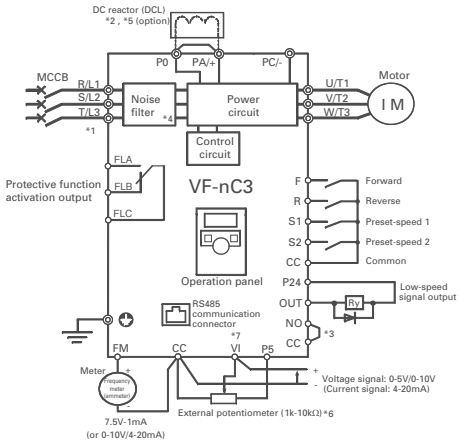 DC reactor (DCL)
*2 , *5 (option)
P0 PA/+ PC/-
MCCB
R/L1
S/L2
T/L3
*1
Noise
filter
*4
Power
circuit
U/T1
V/T2
W/T3
Motor
I M
Control
circuit
FLA
FLB
FLC
Protective function
activation output
VF-nC3
Operation panel
F Forward
R Reverse
S1 Preset-speed 1
S2 Preset-speed 2
CC Common
P24
OUT
Ry
Low-speed
signal output
NO
CC
*3
RS485
communication
connector
*7
FM CC VI P5
Meter
+
Frequency
meter
(ammeter)
-
7.5V-1mA
(or 0-10V/4-20mA)
+
-
Voltage signal: 0-5V/0-10V
(Current signal: 4-20mA)
External potentiometer (1k-10kΩ)*6